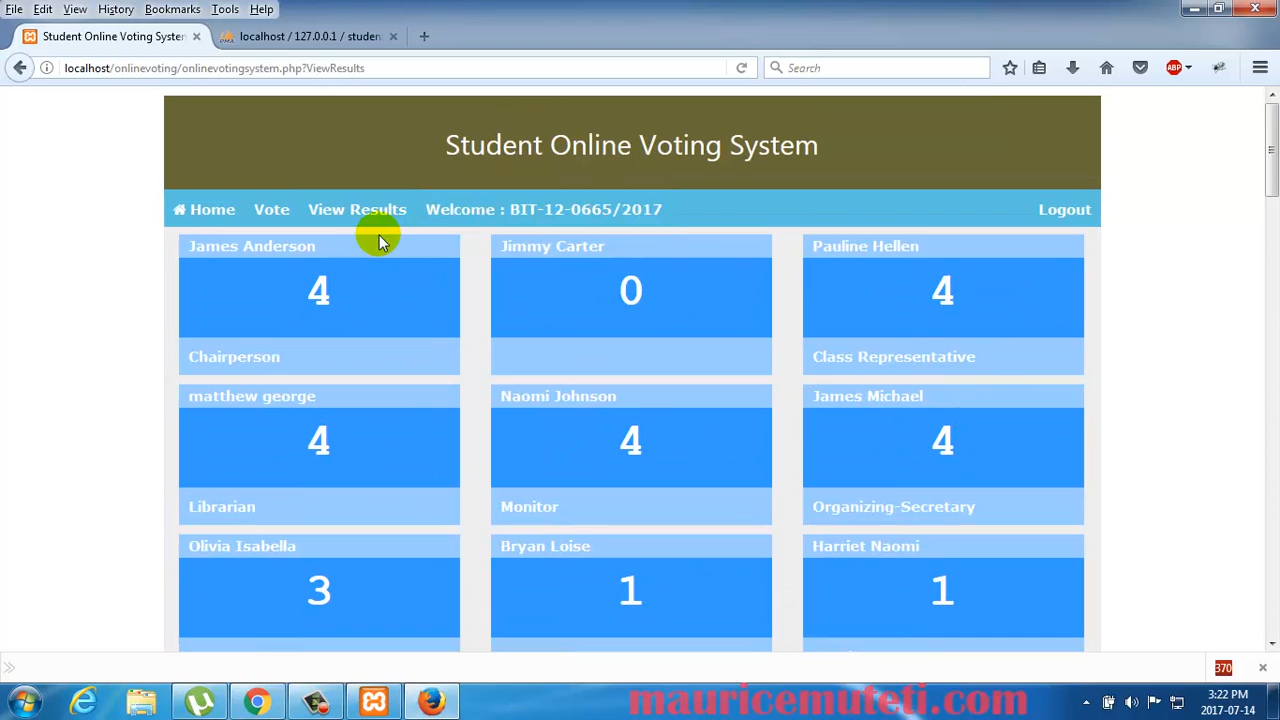 File Edit View History Bookmarks Tools Help
Student Online Voting System
localhost / 127.0.0.1 / studen
localhost/onlinevoting/onlinevotingsystem.php?ViewResults
Search
ABP
Student Online Voting System
Home Vote View Results Welcome : BIT-12-0665/2017 Logout
James Anderson
4
Chairperson
Jimmy Carter
0
Pauline Hellen
4
Class Representative
matthew george
4
Librarian
Naomi Johnson
4
Monitor
James Michael
4
Organizing-Secretary
Olivia Isabella
3
Bryan Loise
1
Harriet Naomi
1
370
mauricemuteti.com
3:22 PM
2017-07-14